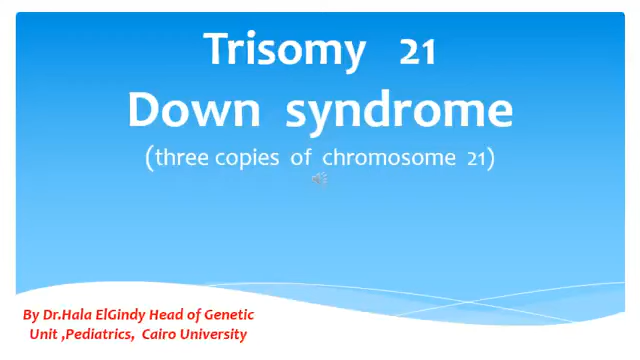 Trisomy 21
Down syndrome
(three copies of chromosome 21)
By Dr.Hala ElGindy Head of Genetic
Unit ,Pediatrics, Cairo University